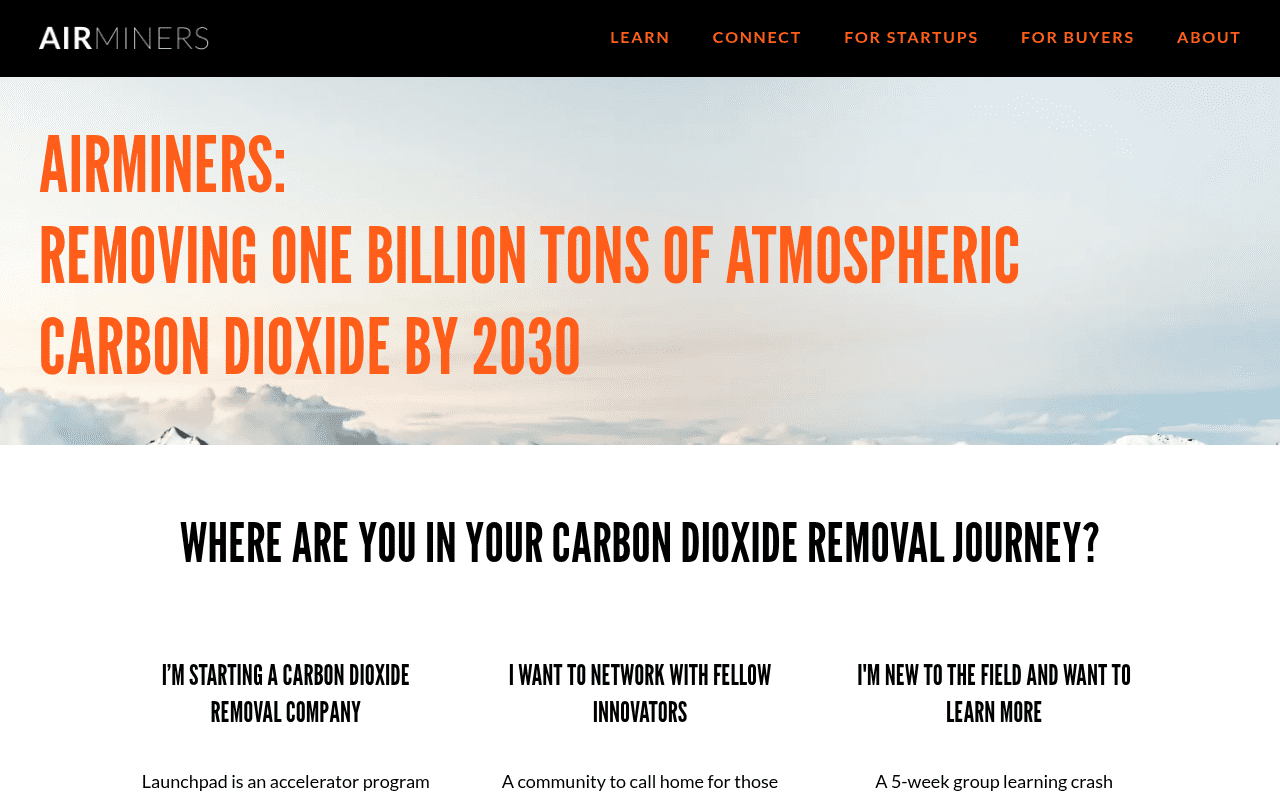 AIRMINERS
LEARN
CONNECT
FOR STARTUPS
FOR BUYERS
ABOUT
AIRMINERS:
REMOVING ONE BILLION TONS OF ATMOSPHERIC
CARBON DIOXIDE BY 2030
WHERE ARE YOU IN YOUR CARBON DIOXIDE REMOVAL JOURNEY?
I’M STARTING A CARBON DIOXIDE
REMOVAL COMPANY
Launchpad is an accelerator program
I WANT TO NETWORK WITH FELLOW
INNOVATORS
A community to call home for those
I'M NEW TO THE FIELD AND WANT TO
LEARN MORE
A 5-week group learning crash